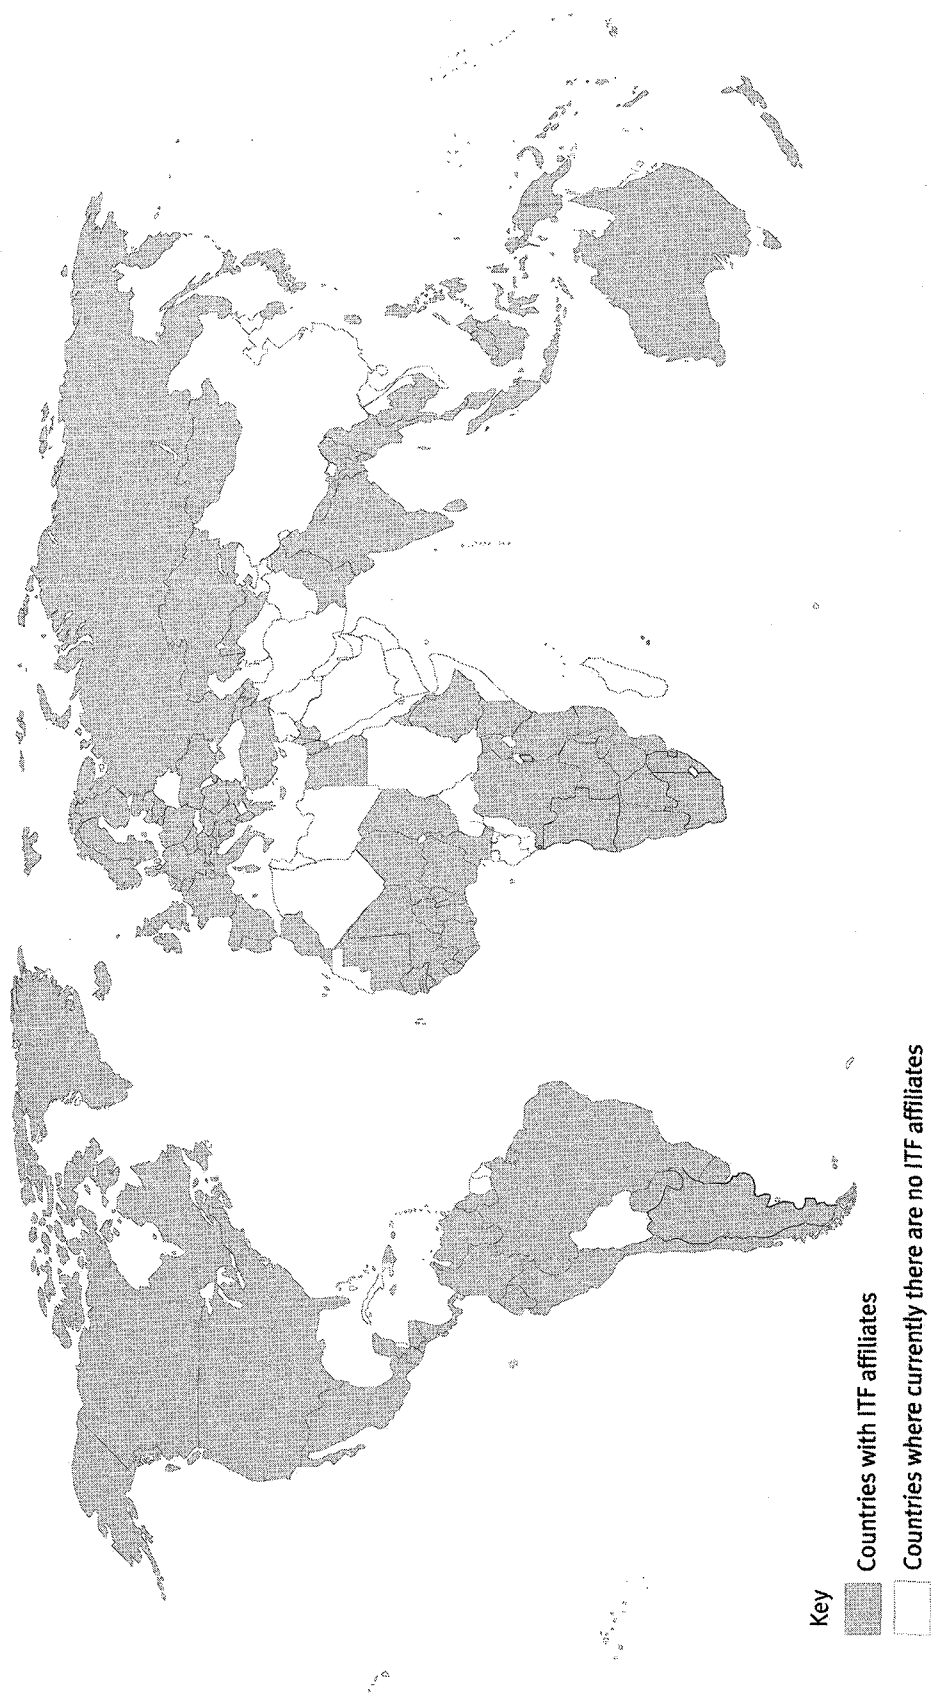 Key
Countries with ITF affiliates
Countries where currently there are no ITF affiliates